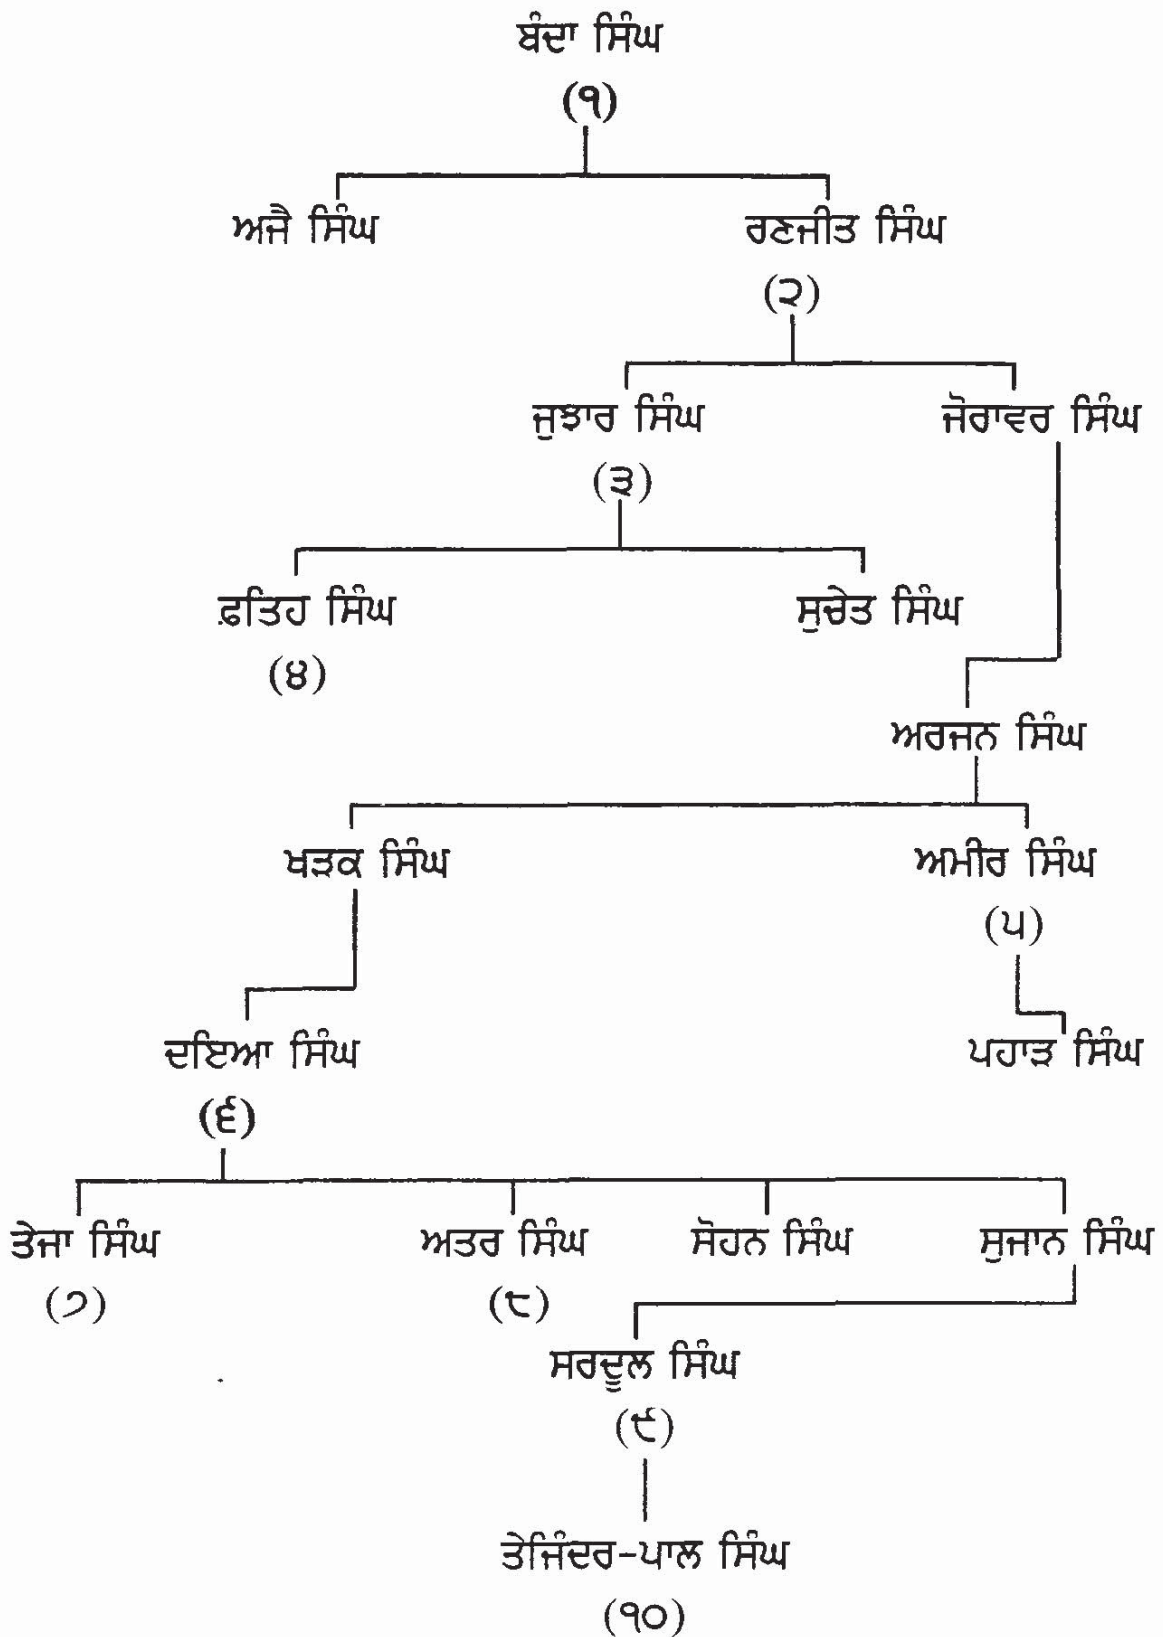 ਬੰਦਾ ਸਿੰਘ
(੧)
ਅਜੈ ਸਿੰਘ ਰਣਜੀਤ ਸਿੰਘ
(੨)
ਜੁਝਾਰ ਸਿੰਘ ਜੋਰਾਵਰ ਸਿੰਘ
(੩)
ਫ਼ਤਿਹ ਸਿੰਘ ਸੁਚੇਤ ਸਿੰਘ
(੪)
ਅਰਜਨ ਸਿੰਘ
ਖੜਕ ਸਿੰਘ ਅਮੀਰ ਸਿੰਘ
(੫)
ਦਇਆ ਸਿੰਘ ਪਹਾੜ ਸਿੰਘ
(੬)
ਤੇਜਾ ਸਿੰਘ ਅਤਰ ਸਿੰਘ ਸੋਹਨ ਸਿੰਘ ਸੁਜਾਨ ਸਿੰਘ
(੭) (੮)
ਸਰਦੂਲ ਸਿੰਘ
(੯)
ਤੇਜਿੰਦਰ-ਪਾਲ ਸਿੰਘ
(੧੦)